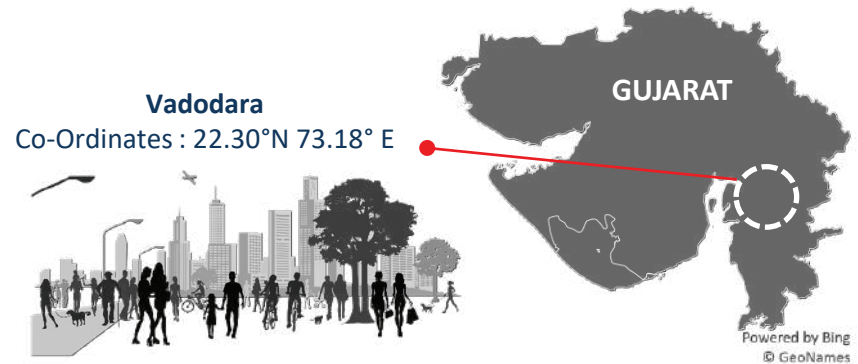 GUJARAT
Vadodara
Co-Ordinates : 22.30°N 73.18° E
Powered by Bing
© GeoNames